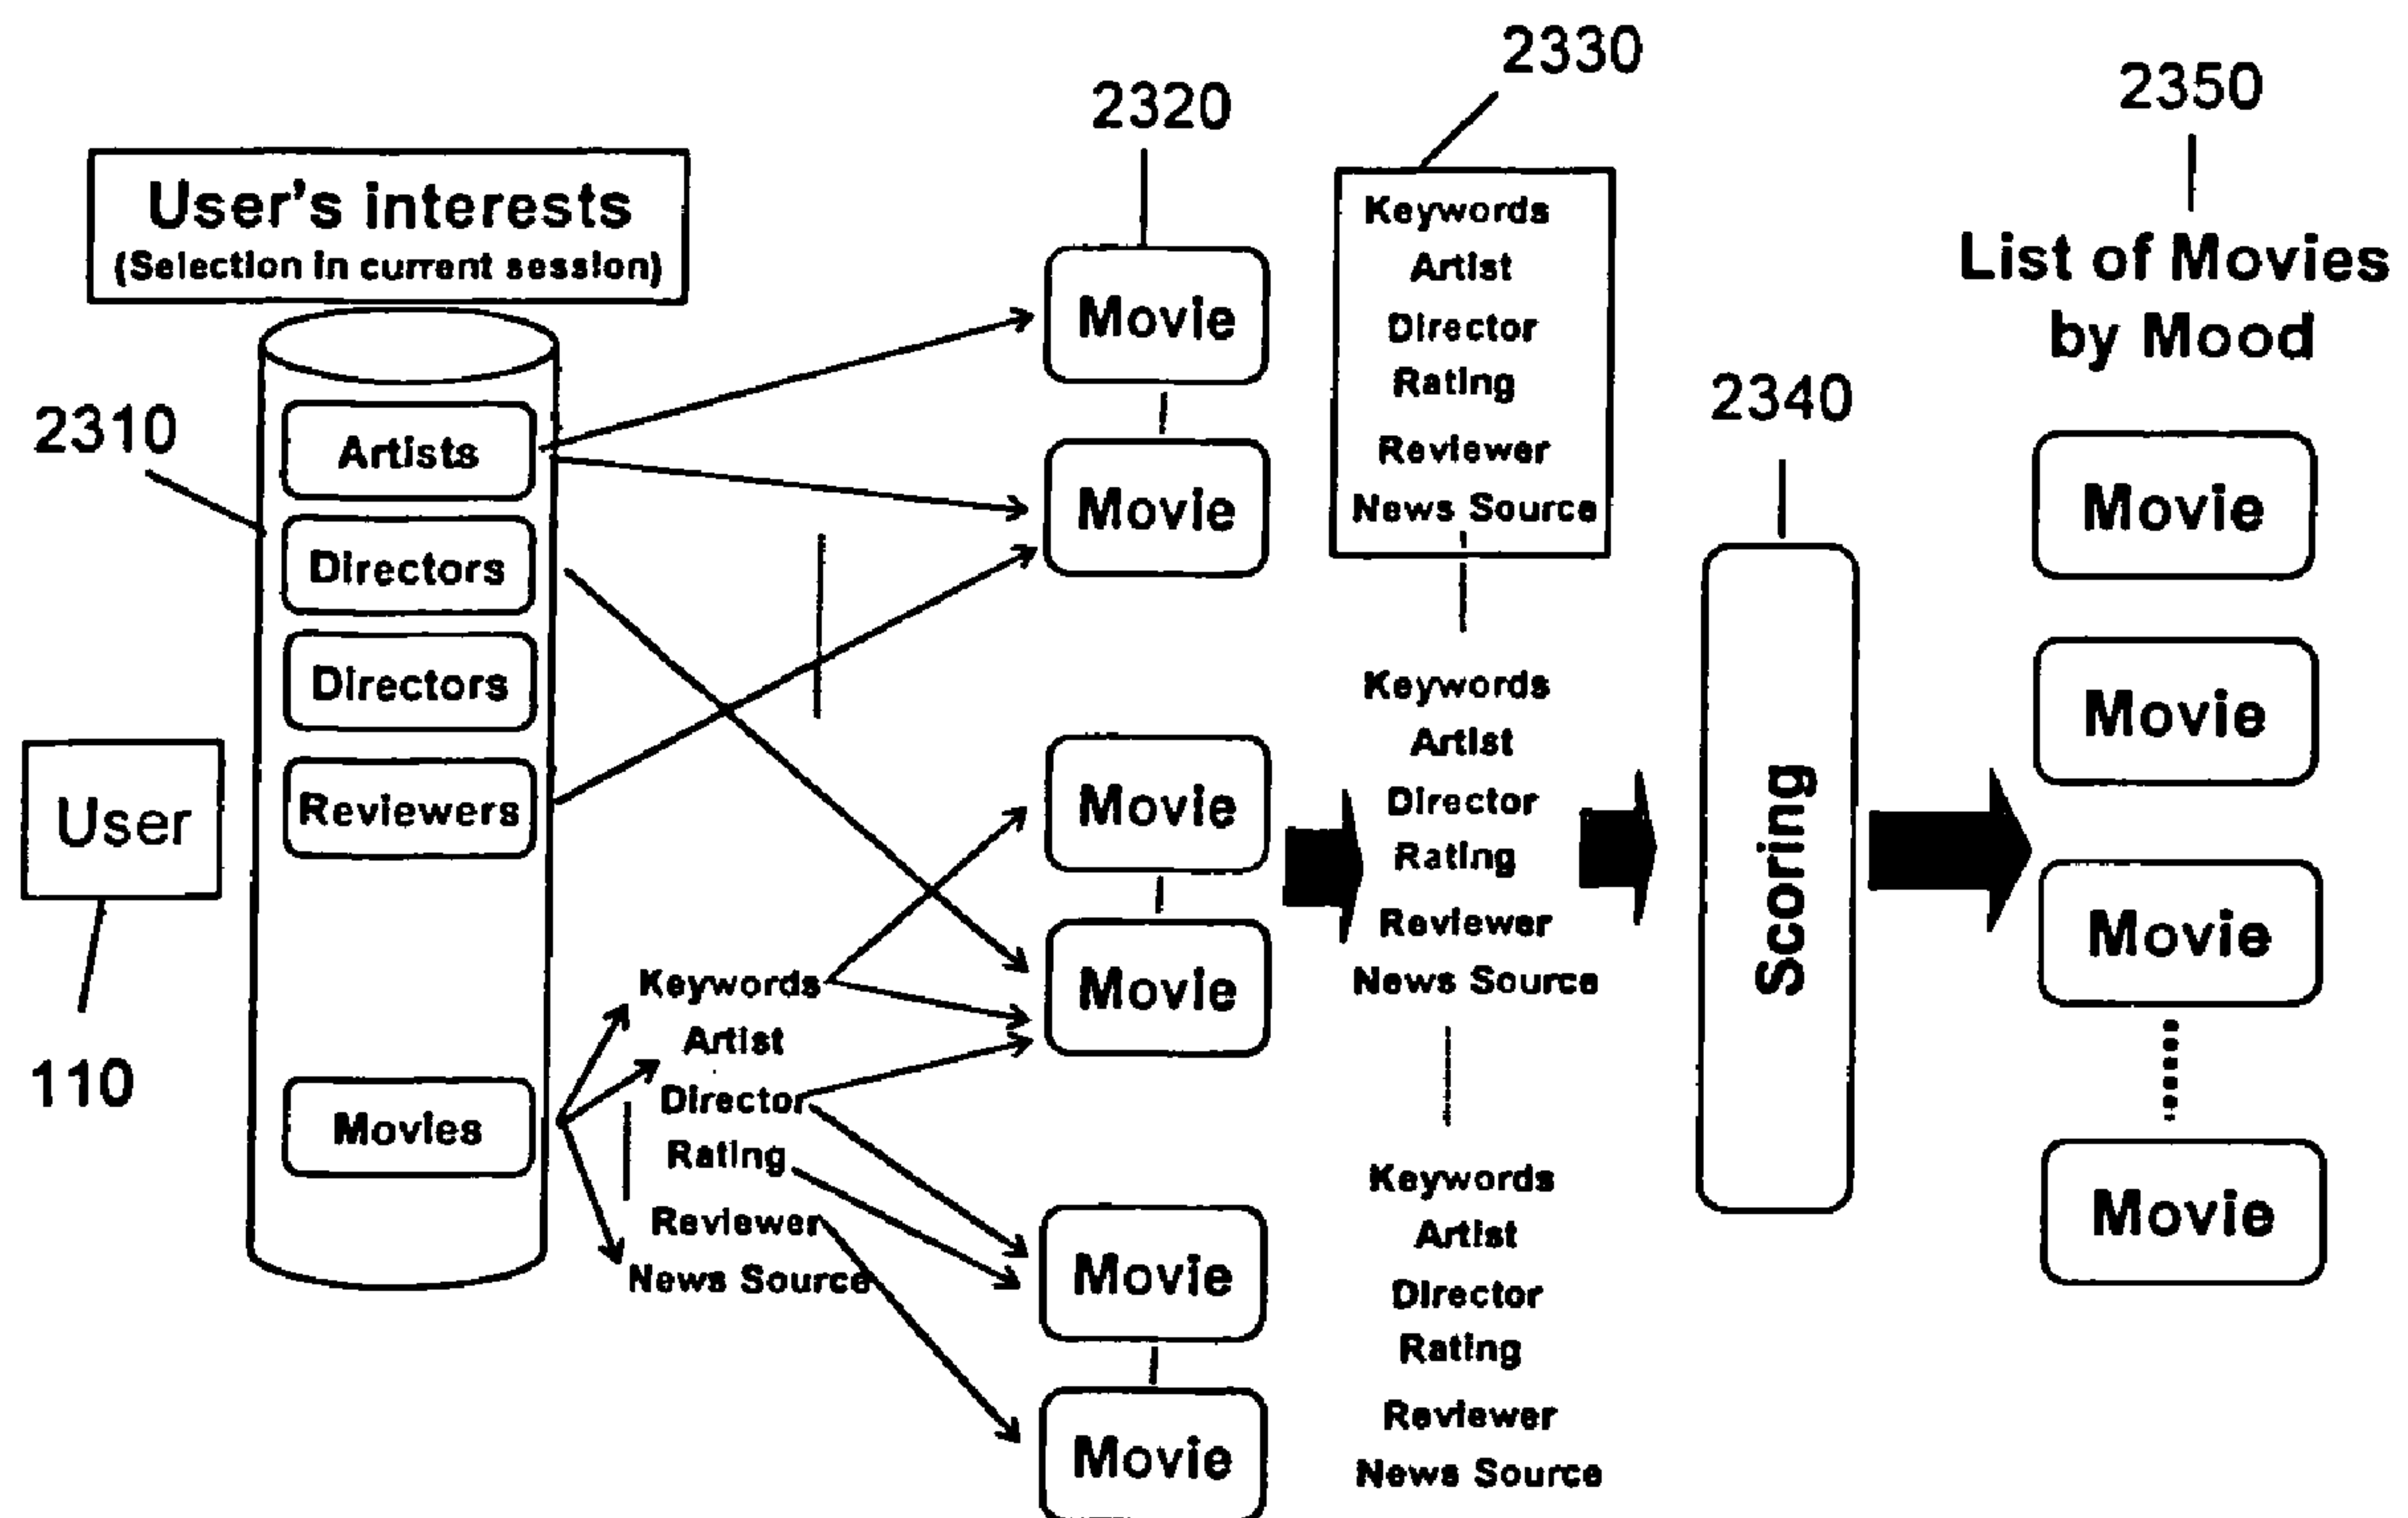 2330
2320
2350
User's interests
(Selection in current session)
Keywords
Artist
Director
Rating
Reviewer
News Source
List of Movies
by Mood
2340
2310
Artists
Directors
Directors
Reviewers
Movies
User
110
Keywords
Artist
Director
Rating
Reviewer
News Source
Movie
Movie
Movie
Movie
Movie
Movie
Keywords
Artist
Director
Rating
Reviewer
News Source
Keywords
Artist
Director
Rating
Reviewer
News Source
Scoring
Movie
Movie
Movie
Movie